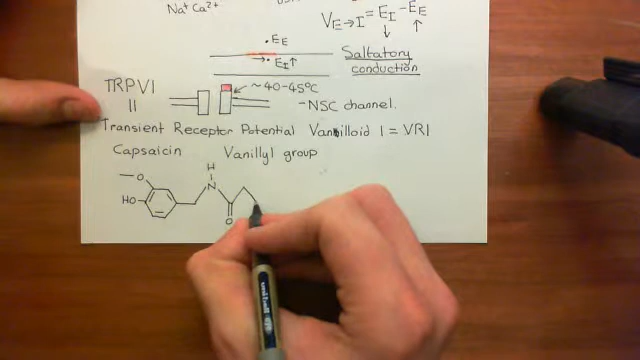 Na⁺ Ca²⁺
V_E→I = E_I - E_E
↓ ↑
• E_E
→• E_I ↑
Saltatory
conduction
TRPV1
~40-45°C
-NSC channel.
Transient Receptor Potential Vanilloid 1 = VR1
Capsaicin Vanillyl group
H
O
N
HO
O